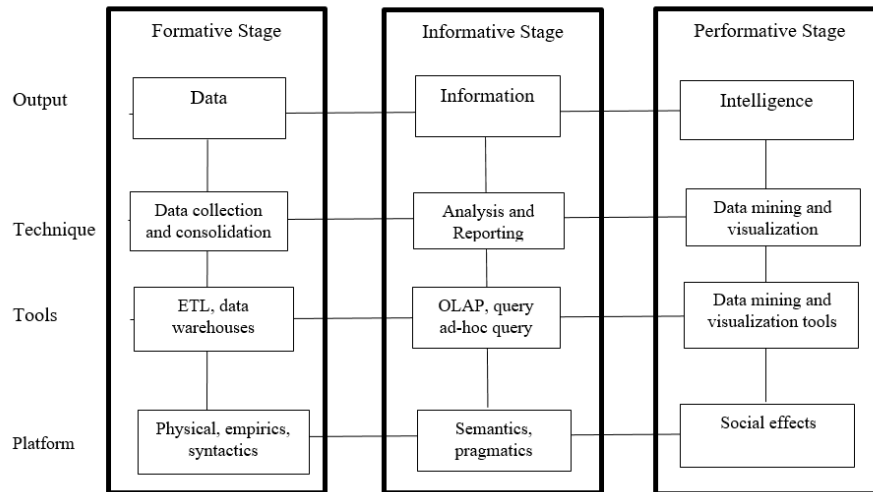 Formative Stage
Informative Stage
Performative Stage
Output
Data
Information
Intelligence
Technique
Data collection
and consolidation
Analysis and
Reporting
Data mining and
visualization
Tools
ETL, data
warehouses
OLAP, query
ad-hoc query
Data mining and
visualization tools
Platform
Physical, empirics,
syntactics
Semantics,
pragmatics
Social effects